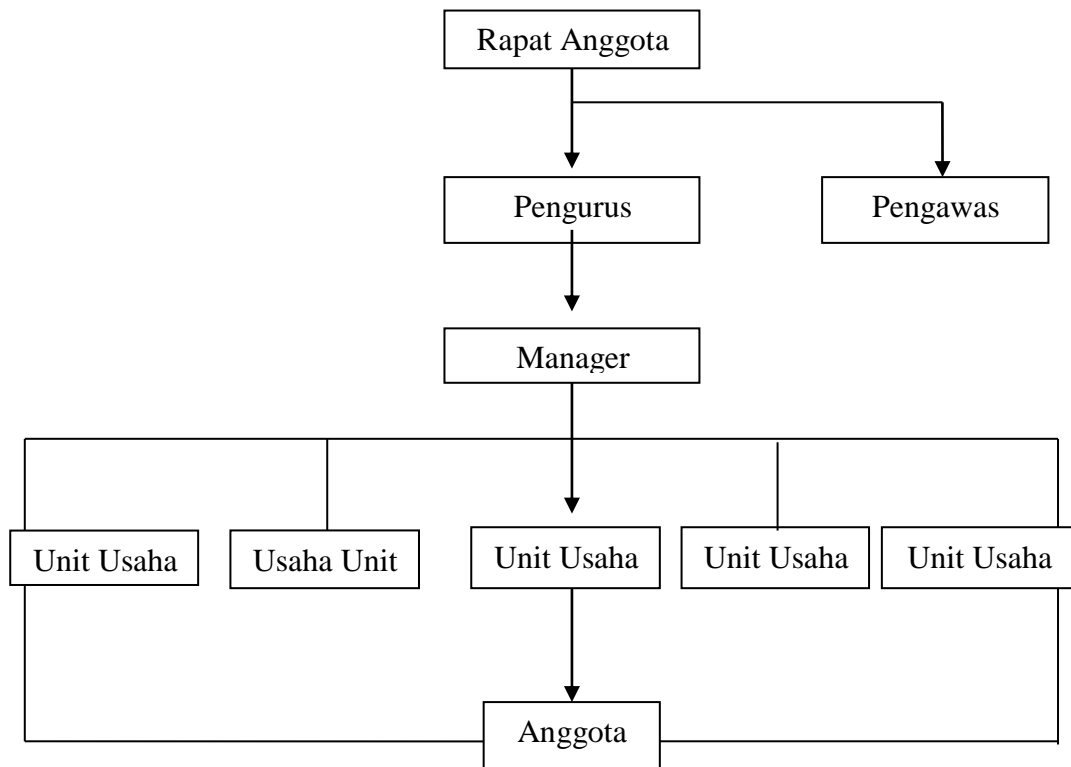 Rapat Anggota
Pengurus
Pengawas
Manager
Unit Usaha
Usaha Unit
Unit Usaha
Unit Usaha
Unit Usaha
Anggota